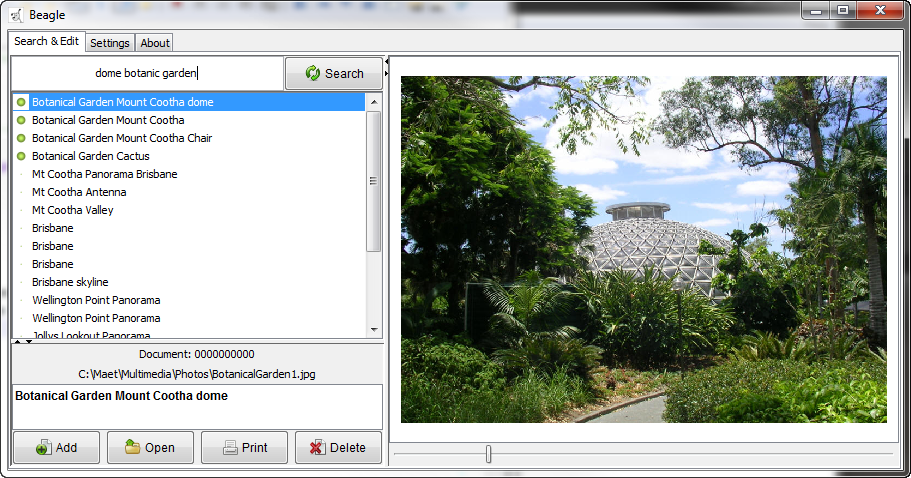 Beagle
Search & Edit Settings About
dome botanic garden
Search
Botanical Garden Mount Cootha dome
Botanical Garden Mount Cootha
Botanical Garden Mount Cootha Chair
Botanical Garden Cactus
Mt Cootha Panorama Brisbane
Mt Cootha Antenna
Mt Cootha Valley
Brisbane
Brisbane
Brisbane
Brisbane skyline
Wellington Point Panorama
Wellington Point Panorama
Jollys Lookout Panorama
Document: 0000000000
C:\Maet\Multimedia\Photos\BotanicalGarden1.jpg
Botanical Garden Mount Cootha dome
Add Open Print Delete